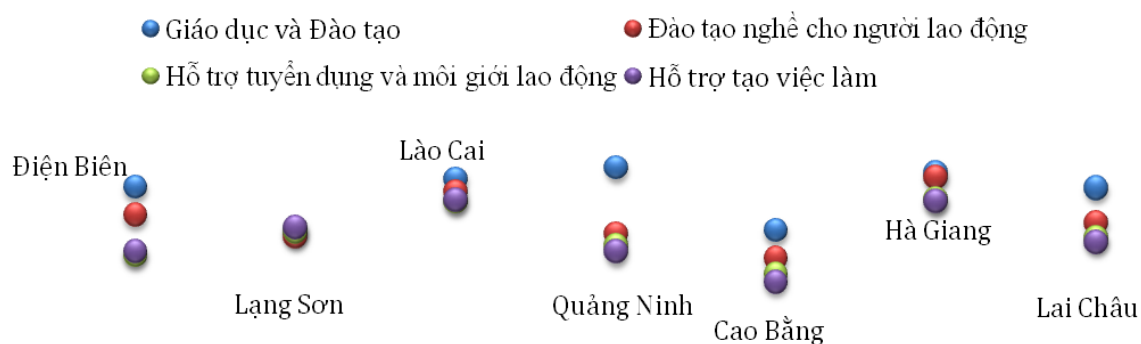 Giáo dục và Đào tạo
Đào tạo nghề cho người lao động
Hỗ trợ tuyển dụng và môi giới lao động
Hỗ trợ tạo việc làm
Điện Biên
Lào Cai
Hà Giang
Lạng Sơn
Quảng Ninh
Lai Châu
Cao Bằng